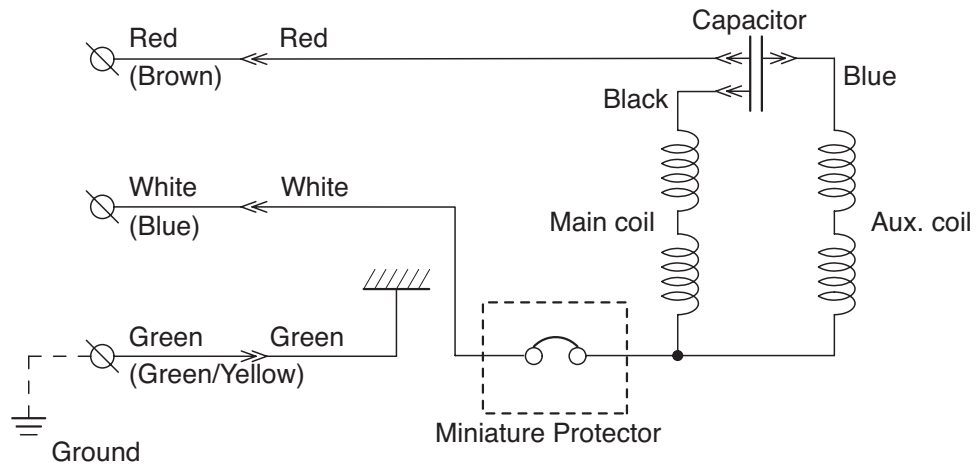 Capacitor
Red Red
(Brown)
Blue
Black
White White
(Blue)
Main coil Aux. coil
Green Green
(Green/Yellow)
Miniature Protector
Ground